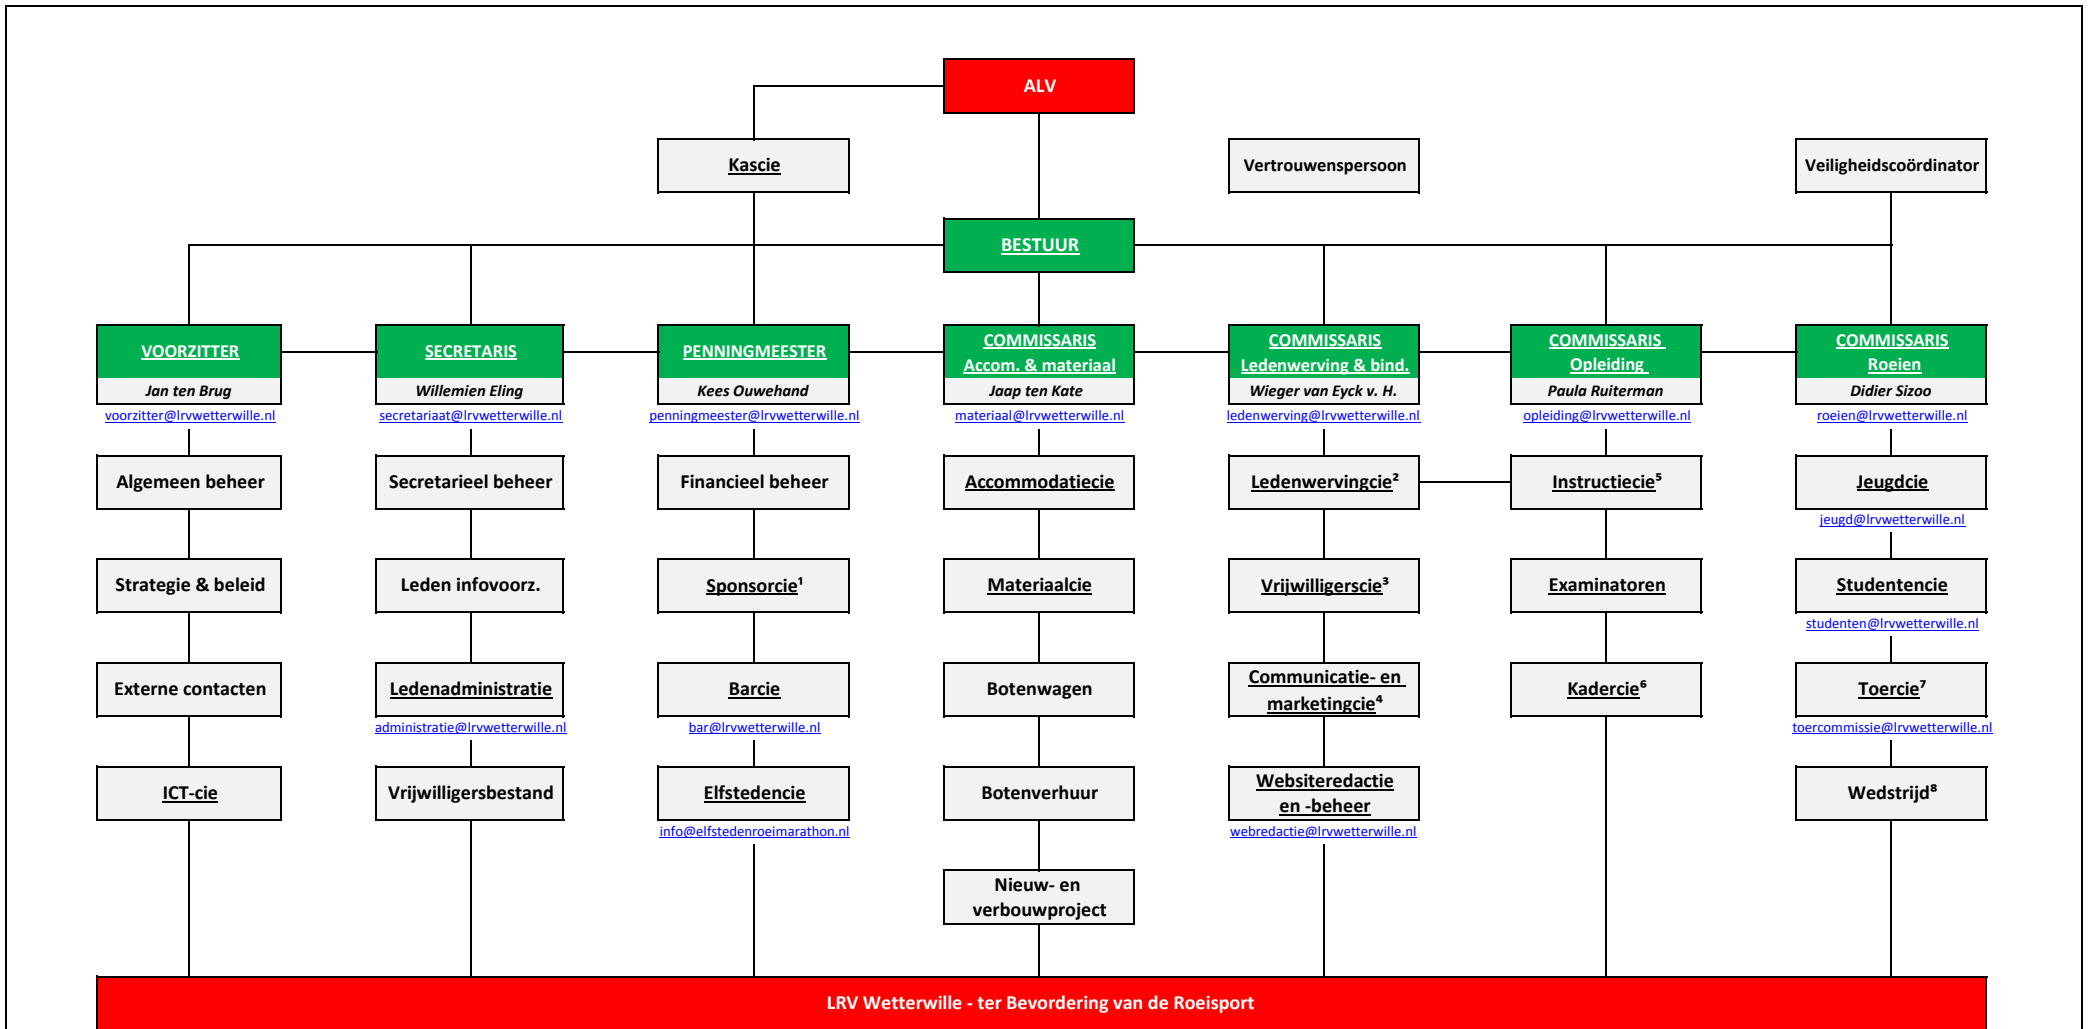 ALV
Kascie
Vertrouwenspersoon
Veiligheidscoördinator
BESTUUR
VOORZITTER
SECRETARIS
PENNINGMEESTER
COMMISSARIS
Accom. & materiaal
COMMISSARIS
Ledenwerving & bind.
COMMISSARIS
Opleiding
COMMISSARIS
Roeien
Jan ten Brug
Willemien Eling
Kees Ouwehand
Jaap ten Kate
Wieger van Eyck v. H.
Paula Ruiterman
Didier Sizoo
voorzitter@lrvwetterwille.nl
secretariaat@lrvwetterwille.nl
penningmeester@lrvwetterwille.nl
materiaal@lrvwetterwille.nl
ledenwerving@lrvwetterwille.nl
opleiding@lrvwetterwille.nl
roeien@lrvwetterwille.nl
Algemeen beheer
Secretarieel beheer
Financieel beheer
Accommodatiecie
Ledenwervingcie²
Instructiecie⁵
Jeugdcie
jeugd@lrvwetterwille.nl
Strategie & beleid
Leden infovoorz.
Sponsorcie¹
Materiaalcie
Vrijwilligerscie³
Examinatoren
Studentencie
studenten@lrvwetterwille.nl
Externe contacten
Ledenadministratie
Barcie
Botenwagen
Communicatie- en
marketingcie⁴
Kadercie⁶
Toercie⁷
administratie@lrvwetterwille.nl
bar@lrvwetterwille.nl
toercommissie@lrvwetterwille.nl
ICT-cie
Vrijwilligersbestand
Elfstedencie
Botenverhuur
Websiteredactie
en -beheer
Wedstrijd⁸
info@elfstedenroeimarathon.nl
webredactie@lrvwetterwille.nl
Nieuw- en
verbouwproject
LRV Wetterwille - ter Bevordering van de Roeisport